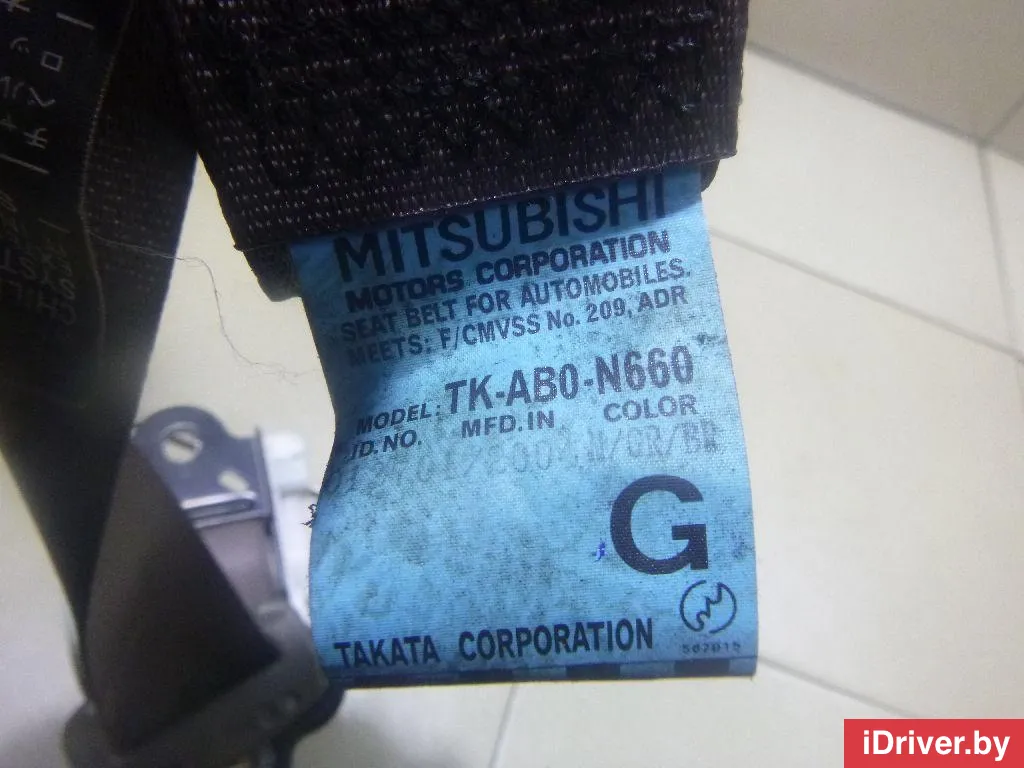 MITSUBISHI
MOTORS CORPORATION
SEAT BELT FOR AUTOMOBILES.
MEETS: F/CMVSS No. 209, ADR
MODEL: TK-AB0-N660
ID.NO. MFD.IN COLOR
G
TAKATA CORPORATION
567015
iDriver.by